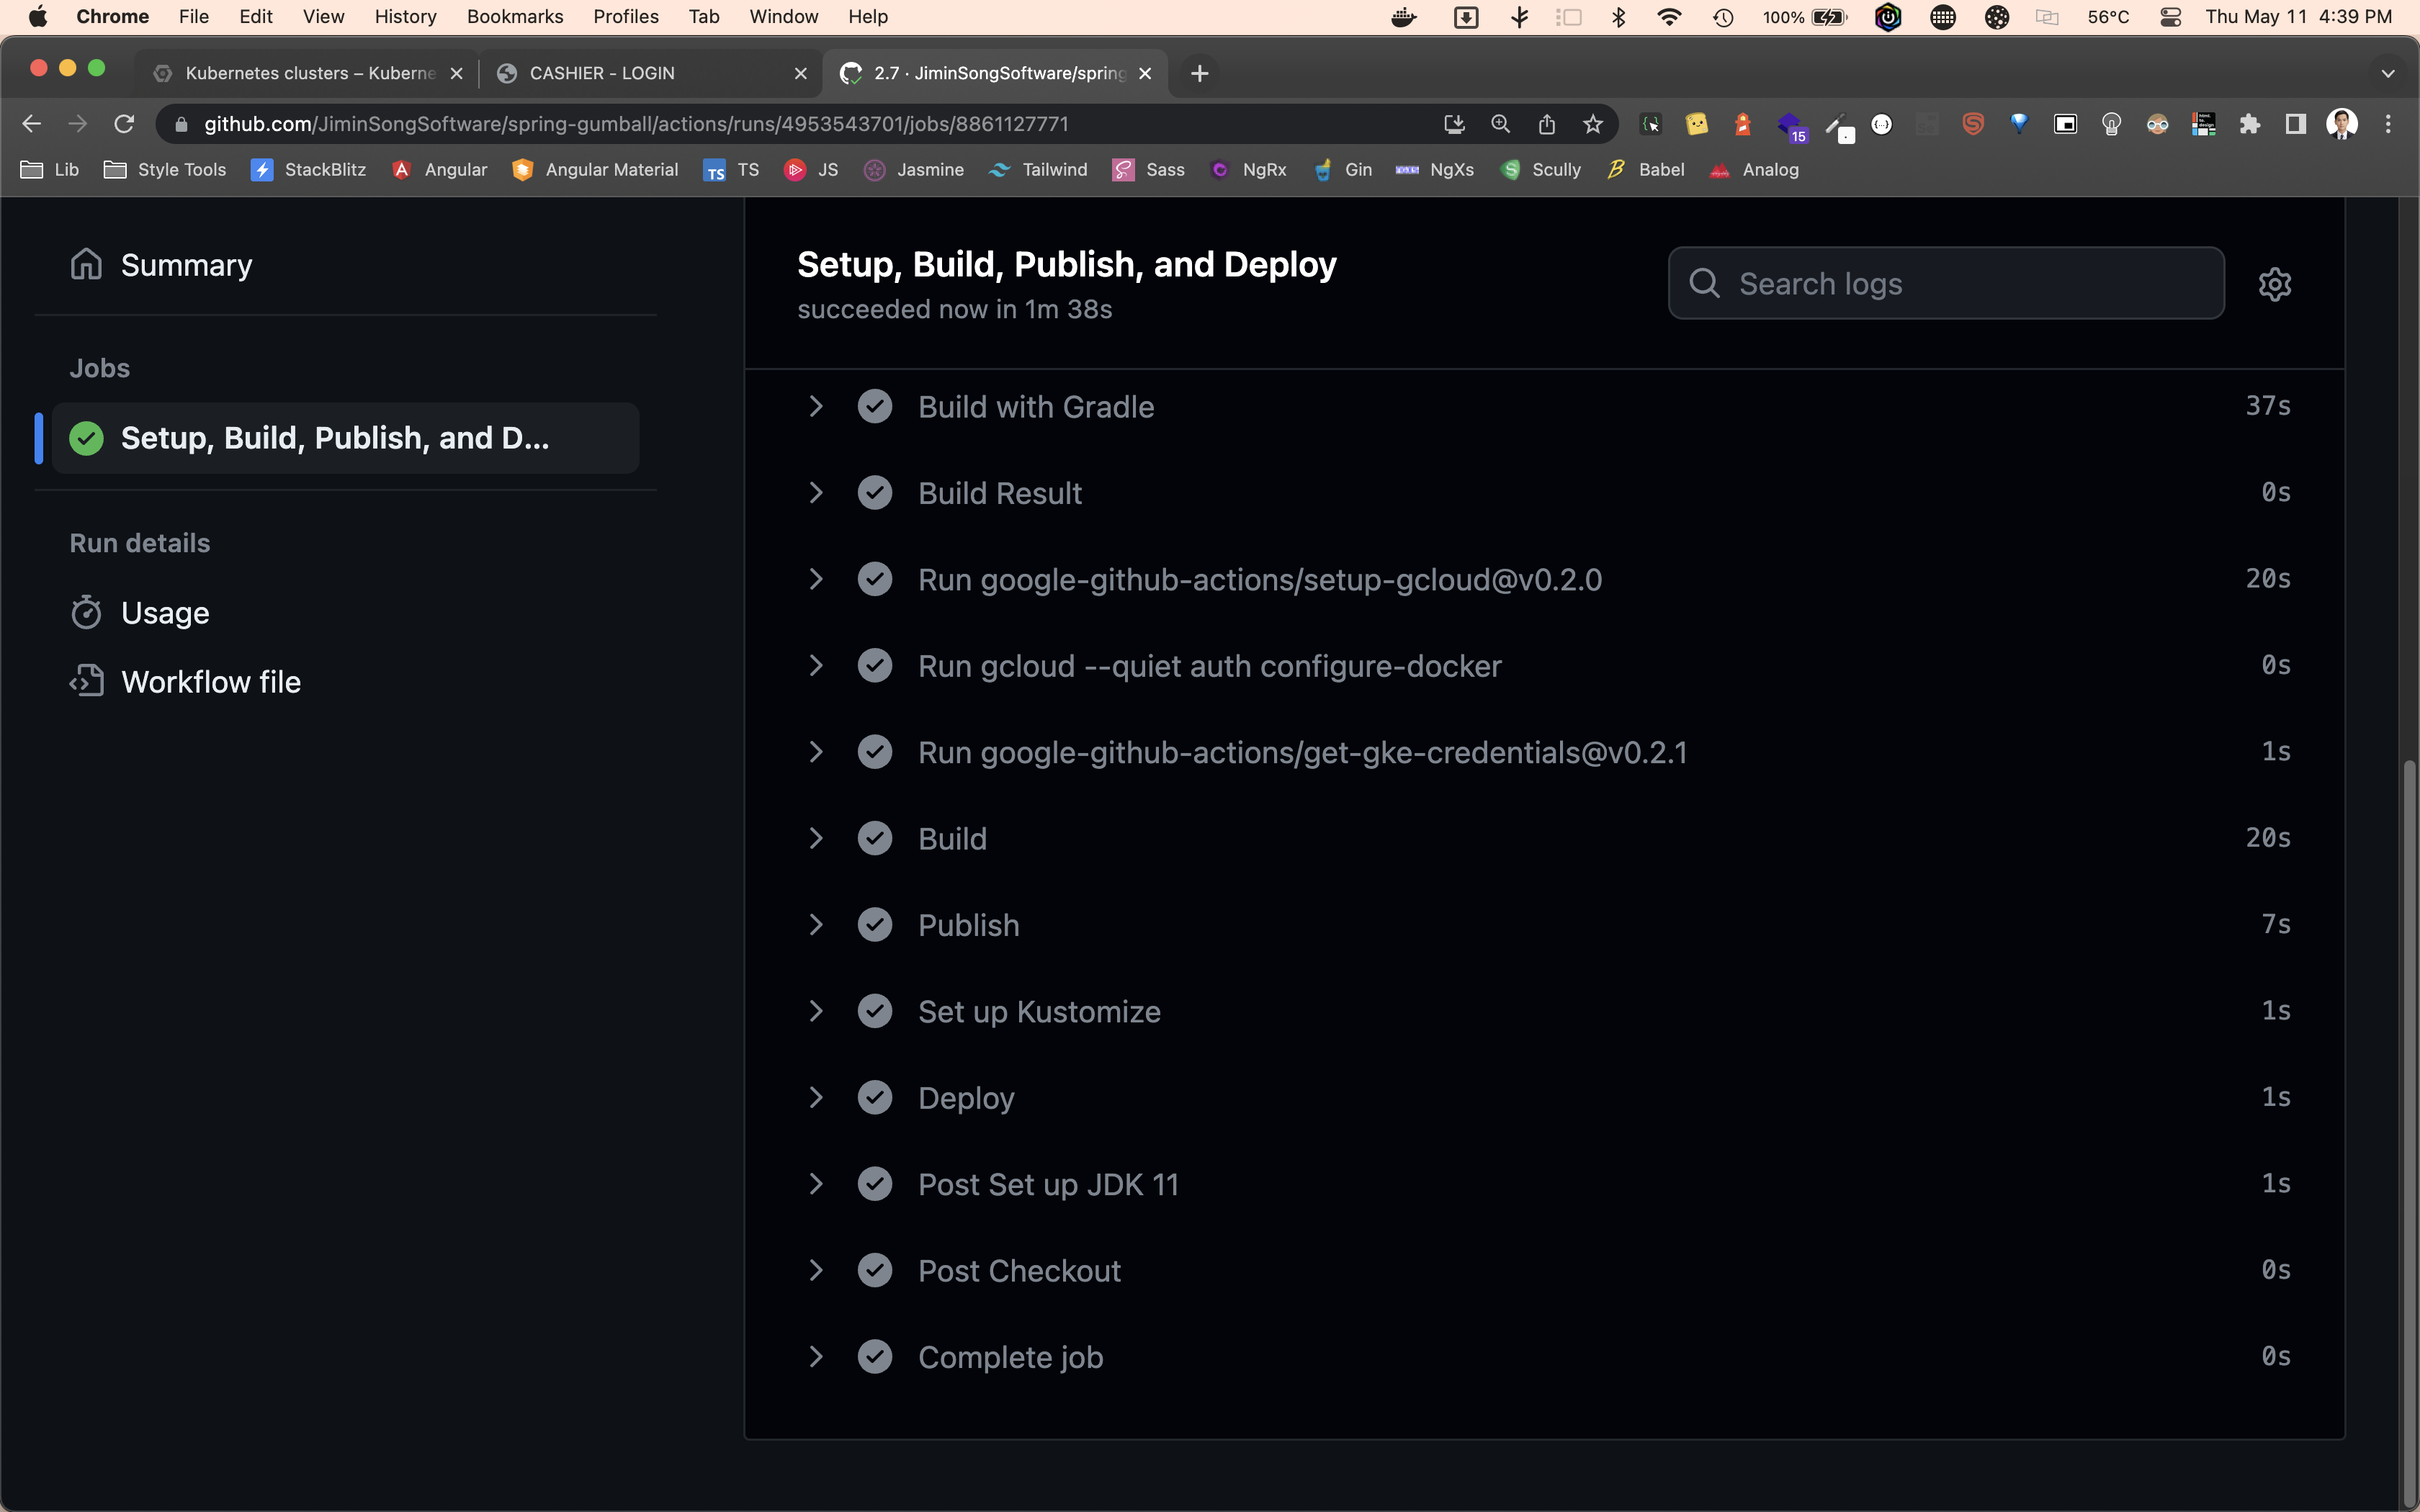 Chrome File Edit View History Bookmarks Profiles Tab Window Help 100% 56°C Thu May 11 4:39 PM
Kubernetes clusters – Kuberne CASHIER - LOGIN 2.7 · JiminSongSoftware/spring
github.com/JiminSongSoftware/spring-gumball/actions/runs/4953543701/jobs/8861127771 15
Lib Style Tools StackBlitz Angular Angular Material TS TS JS Jasmine Tailwind Sass NgRx Gin NgXs Scully Babel Analog
Summary
Jobs
Setup, Build, Publish, and D...
Run details
Usage
Workflow file
Setup, Build, Publish, and Deploy
succeeded now in 1m 38s
Search logs
Build with Gradle 37s
Build Result 0s
Run google-github-actions/setup-gcloud@v0.2.0 20s
Run gcloud --quiet auth configure-docker 0s
Run google-github-actions/get-gke-credentials@v0.2.1 1s
Build 20s
Publish 7s
Set up Kustomize 1s
Deploy 1s
Post Set up JDK 11 1s
Post Checkout 0s
Complete job 0s